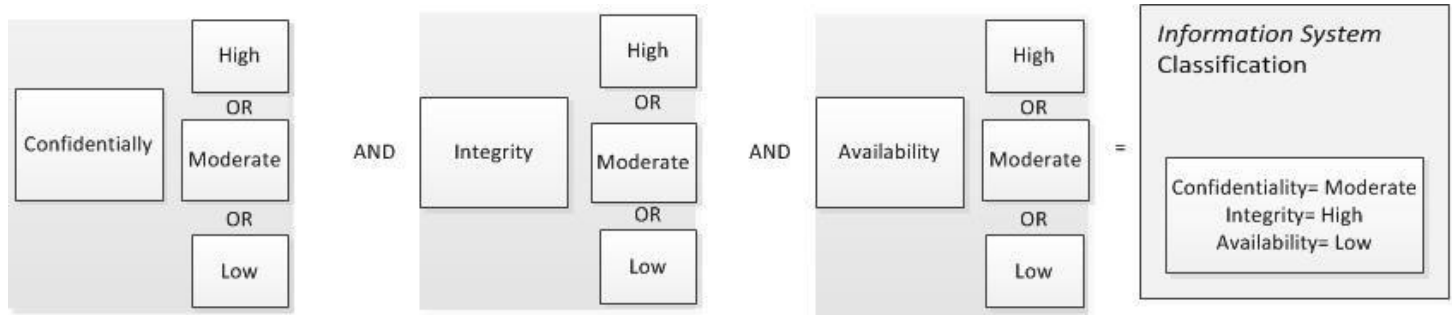 High
OR
Confidentially
Moderate
OR
Low
AND
High
OR
Integrity
Moderate
OR
Low
AND
High
OR
Availability
Moderate
OR
Low
=
Information System
Classification
Confidentiality= Moderate
Integrity= High
Availability= Low